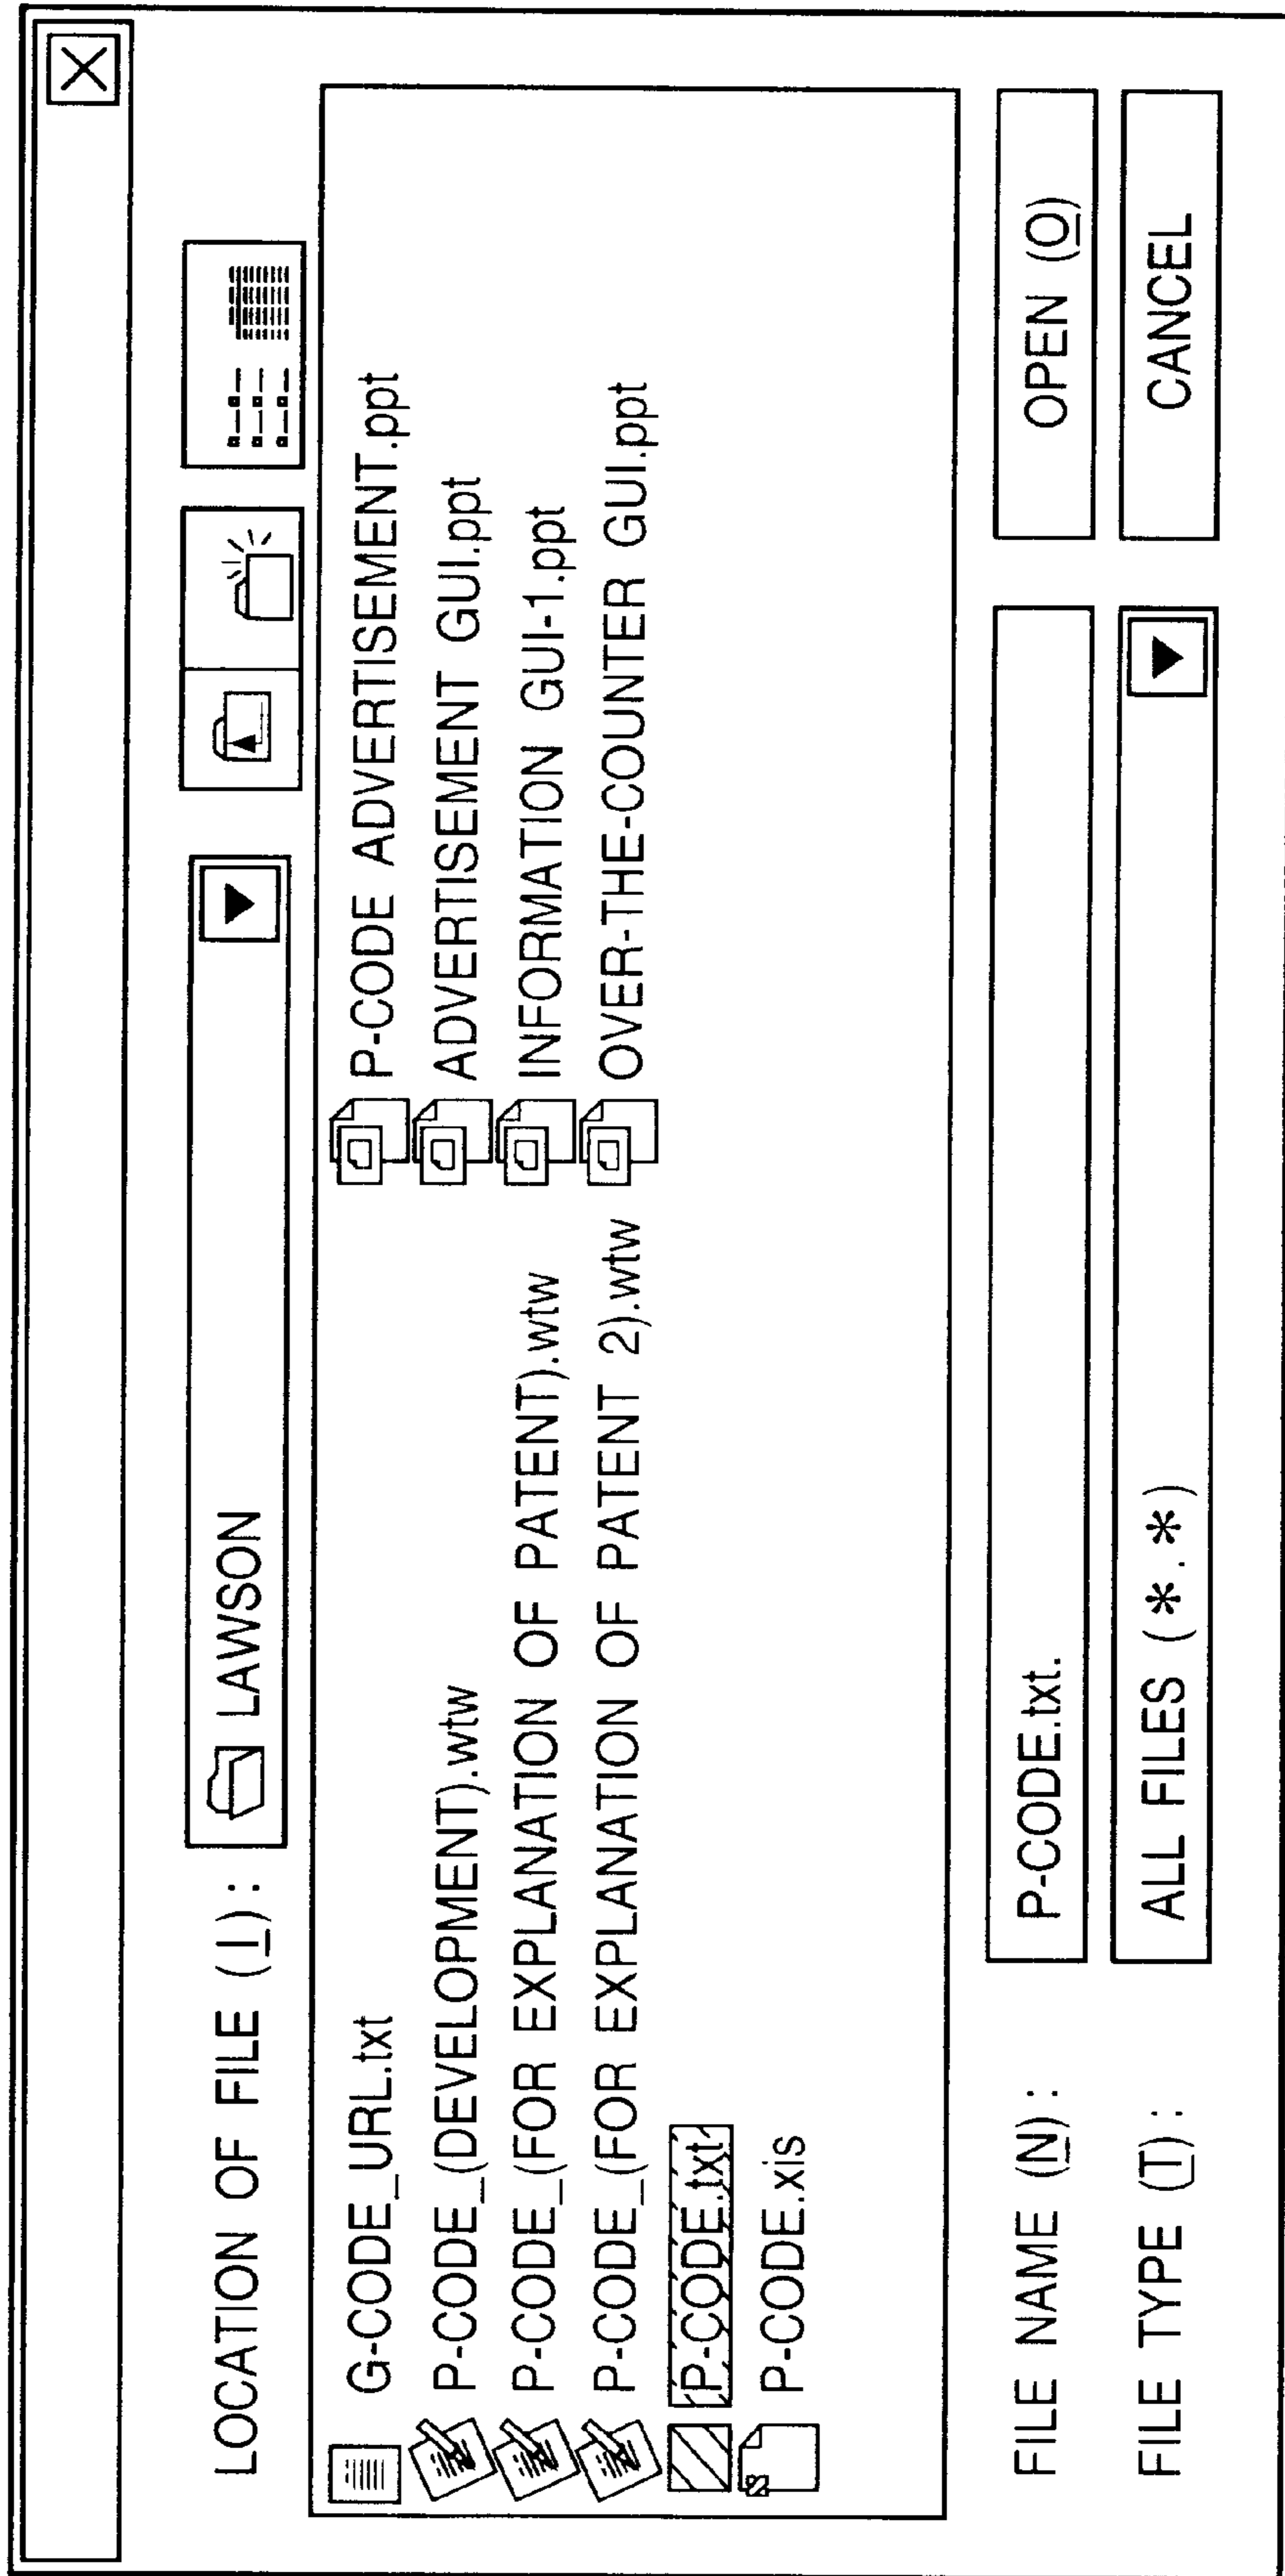 LOCATION OF FILE (I) :
LAWSON
G-CODE_URL.txt
P-CODE_(DEVELOPMENT).wtw
P-CODE_(FOR EXPLANATION OF PATENT).wtw
P-CODE_(FOR EXPLANATION OF PATENT 2).wtw
P-CODE.txt
P-CODE.xis
P-CODE ADVERTISEMENT.ppt
ADVERTISEMENT GUI.ppt
INFORMATION GUI-1.ppt
OVER-THE-COUNTER GUI.ppt
FILE NAME (N) :
P-CODE.txt.
OPEN (O)
FILE TYPE (T) :
ALL FILES (*.*)
CANCEL